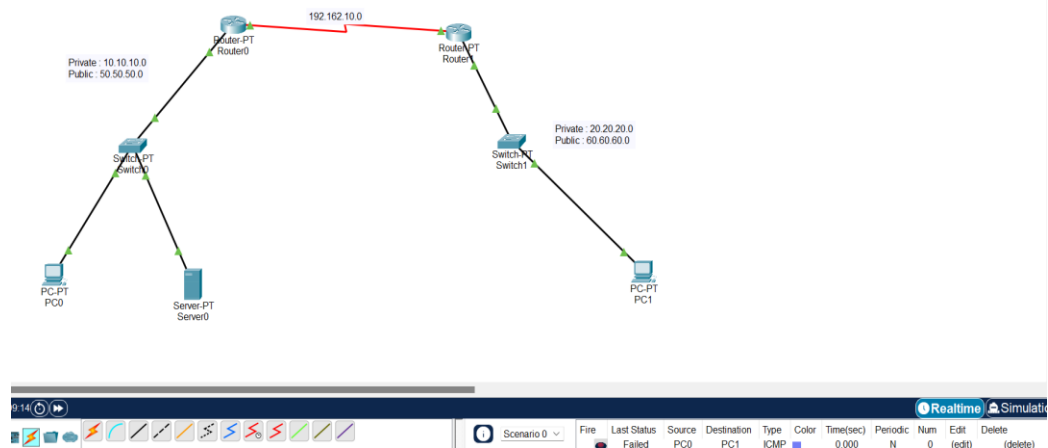 192.162.10.0
Router-PT
Router0
Router-PT
Private : 10.10.10.0
Public : 50.50.50.0
Private : 20.20.20.0
Public : 60.60.60.0
Switch-PT
Switch0
Switch-PT
Switch1
PC-PT
PC0
Server-PT
Server0
PC-PT
PC1
Realtime
Scenario 0
Fire Last Status Source Destination Type Color Time(sec) Periodic Num Edit Delete
Failed PC0 PC1 ICMP 0.000 N 0 (edit) (delete)